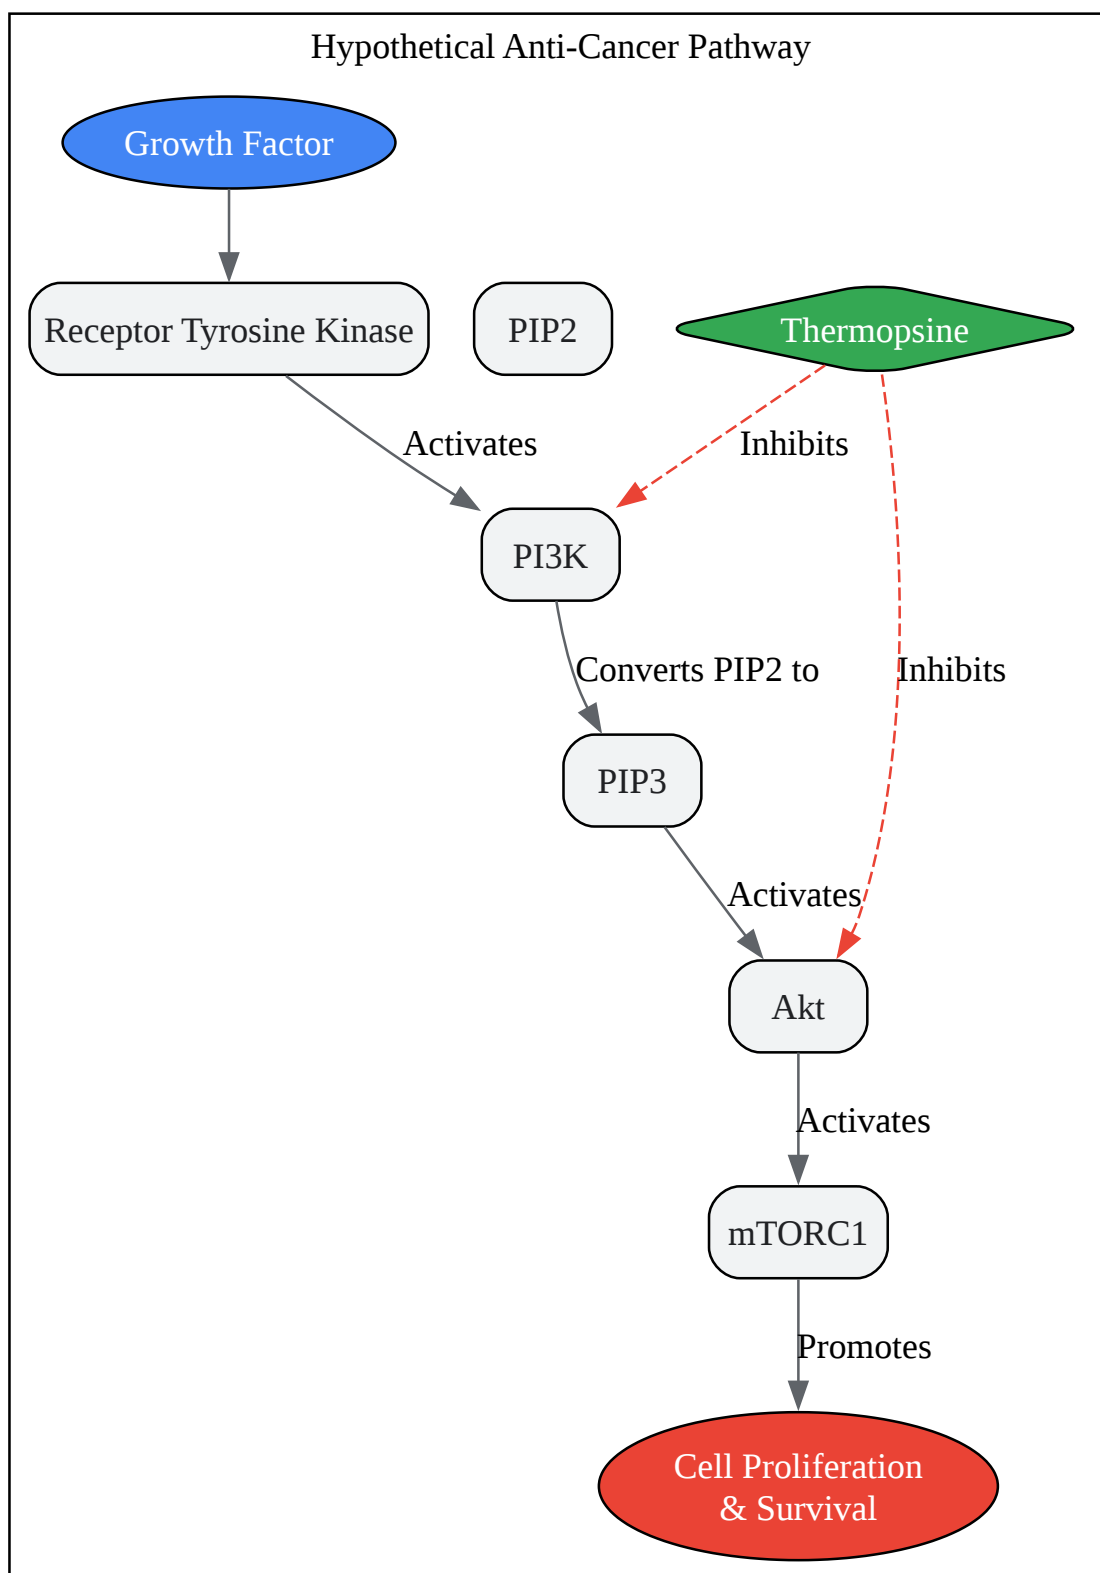 Hypothetical Anti-Cancer Pathway
Growth Factor
Receptor Tyrosine Kinase
PIP2
Thermopsine
Activates
Inhibits
PI3K
Converts PIP2 to
Inhibits
PIP3
Activates
Akt
Activates
mTORC1
Promotes
Cell Proliferation
& Survival